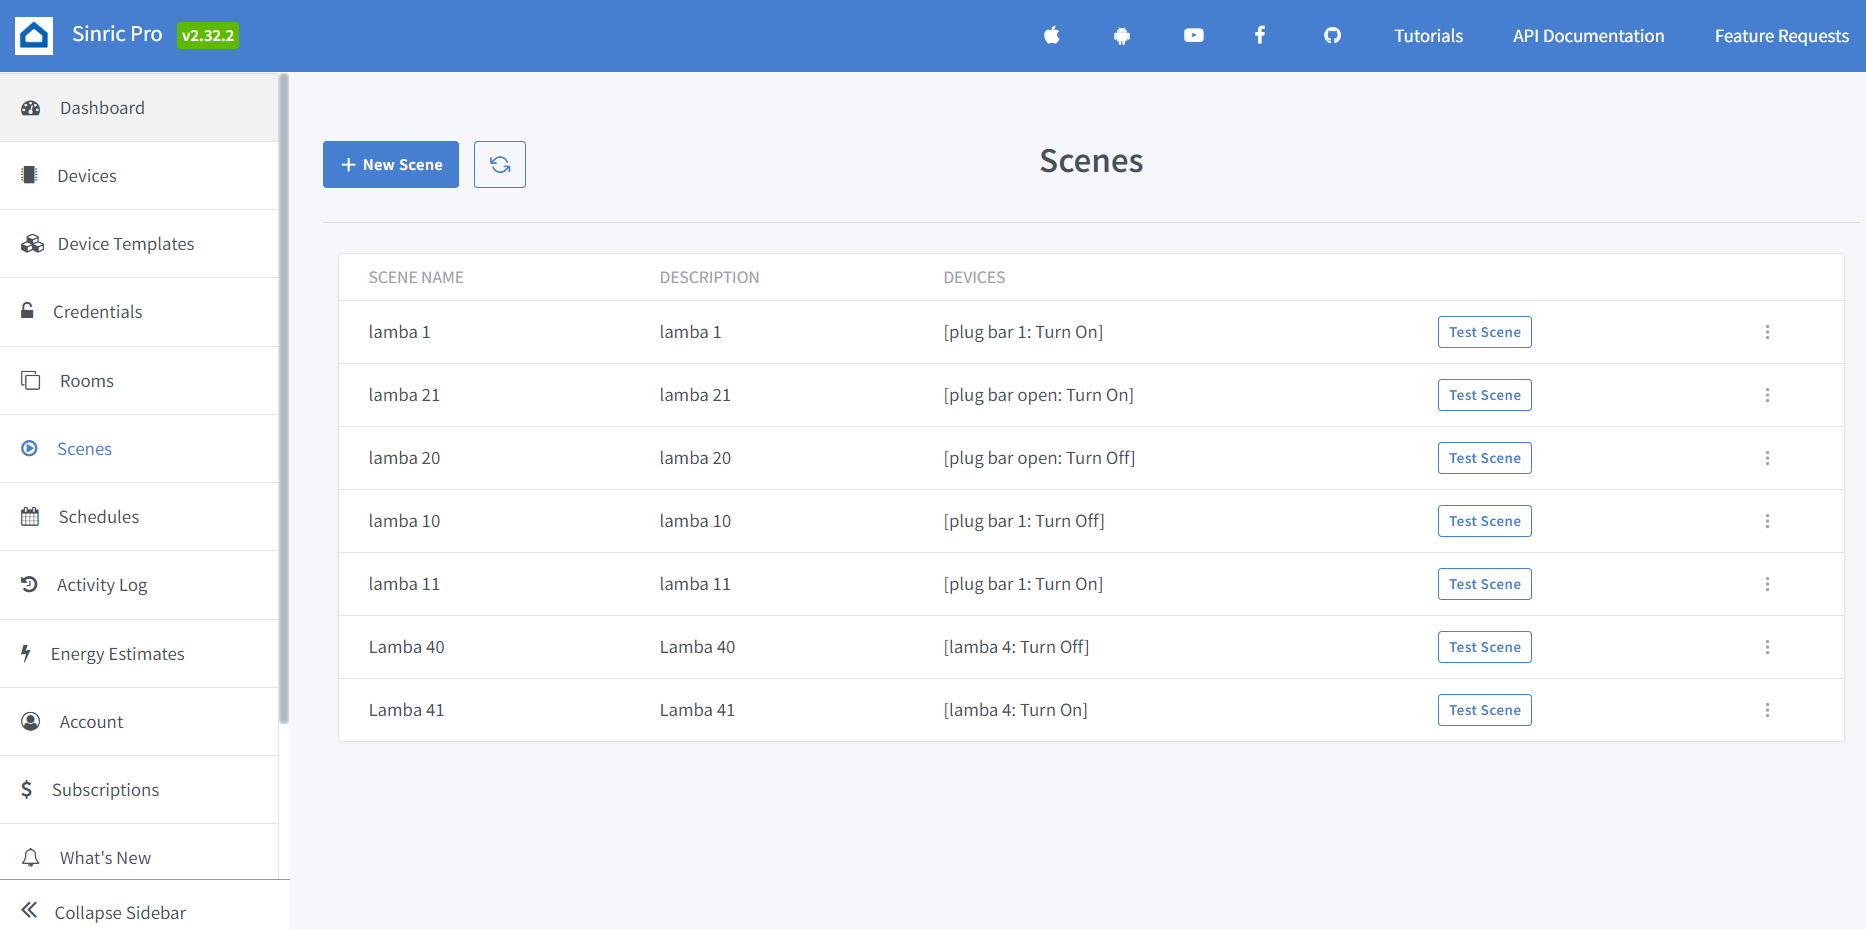 Sinric Pro v2.32.2
Tutorials
API Documentation
Feature Requests
Dashboard
Devices
Device Templates
Credentials
Rooms
Scenes
Schedules
Activity Log
Energy Estimates
Account
Subscriptions
What's New
Collapse Sidebar
New Scene
Scenes
SCENE NAME DESCRIPTION DEVICES
lamba 1 lamba 1 [plug bar 1: Turn On] Test Scene
lamba 21 lamba 21 [plug bar open: Turn On] Test Scene
lamba 20 lamba 20 [plug bar open: Turn Off] Test Scene
lamba 10 lamba 10 [plug bar 1: Turn Off] Test Scene
lamba 11 lamba 11 [plug bar 1: Turn On] Test Scene
Lamba 40 Lamba 40 [lamba 4: Turn Off] Test Scene
Lamba 41 Lamba 41 [lamba 4: Turn On] Test Scene